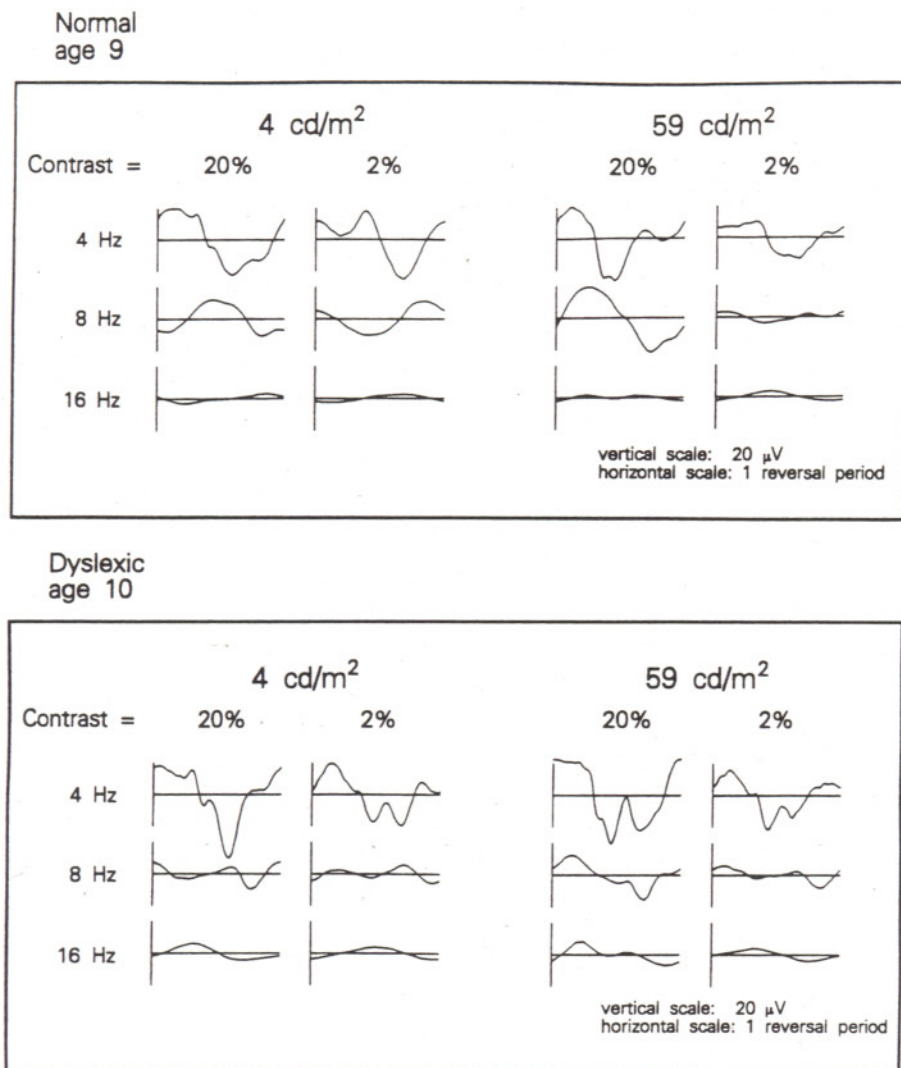 Normal
age 9
4 cd/m² 59 cd/m²
Contrast = 20% 2% 20% 2%
4 Hz
8 Hz
16 Hz
vertical scale: 20 μV
horizontal scale: 1 reversal period
Dyslexic
age 10
4 cd/m² 59 cd/m²
Contrast = 20% 2% 20% 2%
4 Hz
8 Hz
16 Hz
vertical scale: 20 μV
horizontal scale: 1 reversal period